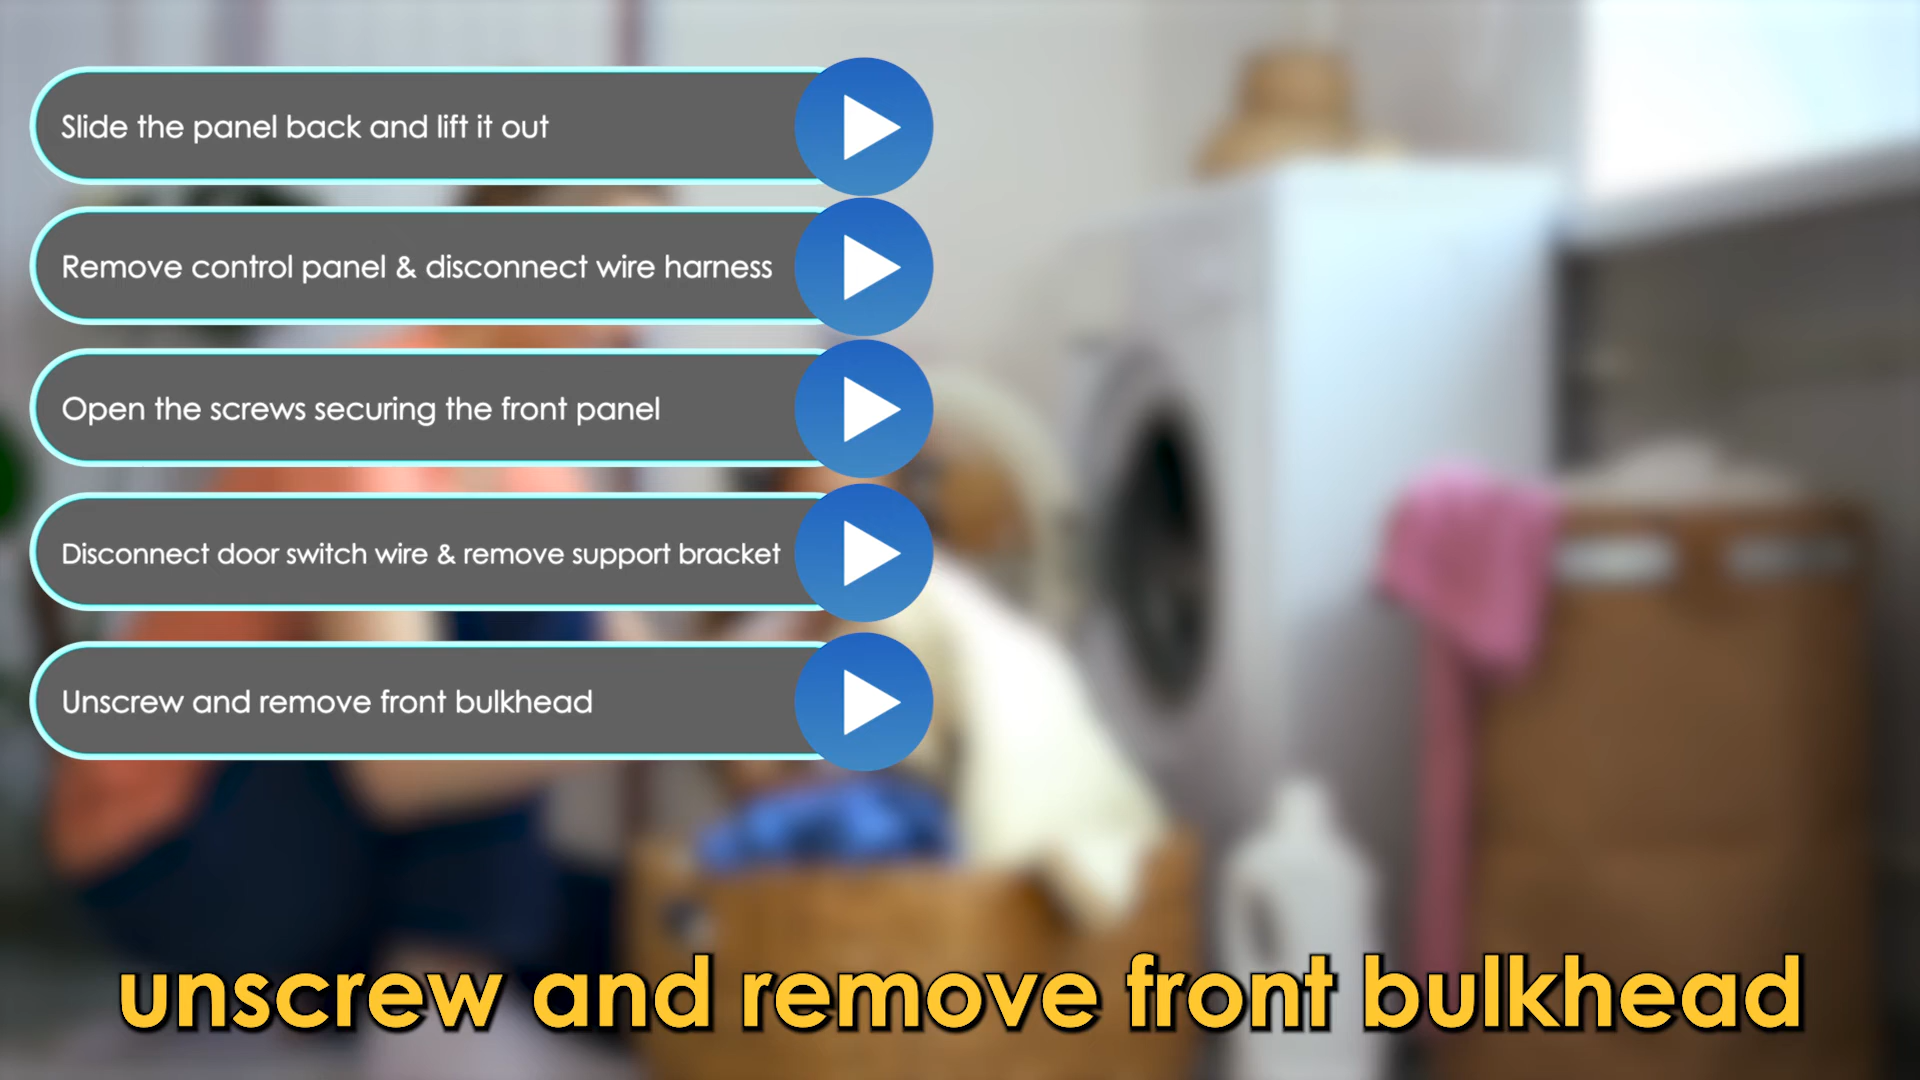 Slide the panel back and lift it out
Remove control panel & disconnect wire harness
Open the screws securing the front panel
Disconnect door switch wire & remove support bracket
Unscrew and remove front bulkhead
unscrew and remove front bulkhead